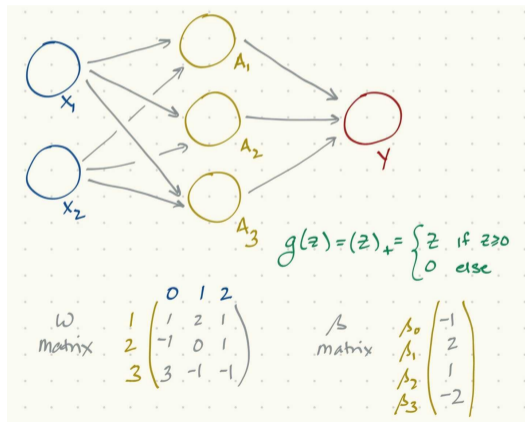 X₁
A₁
A₂
Y
X₂
A₃
g(z)=(z)₊= { z if z≥0
0 else
0 1 2
W matrix
1 ( 1 2 1 )
2 ( -1 0 1 )
3 ( 3 -1 -1 )
β matrix
β₀ ( -1 )
β₁ ( 2 )
β₂ ( 1 )
β₃ ( -2 )